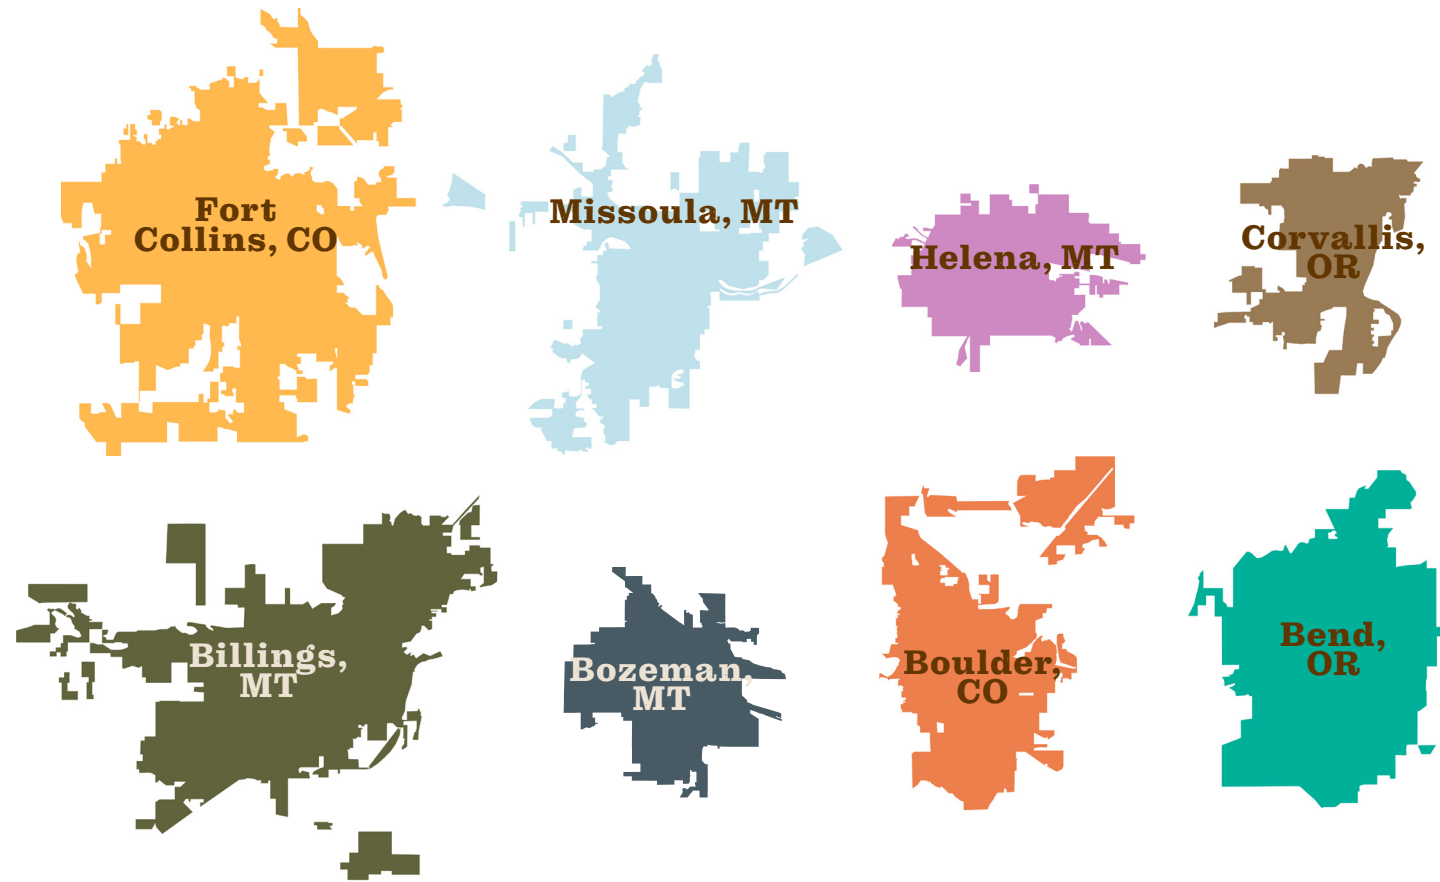 Fort
Collins, CO
Missoula, MT
Helena, MT
Corvallis,
OR
Billings,
MT
Bozeman,
MT
Boulder,
CO
Bend,
OR